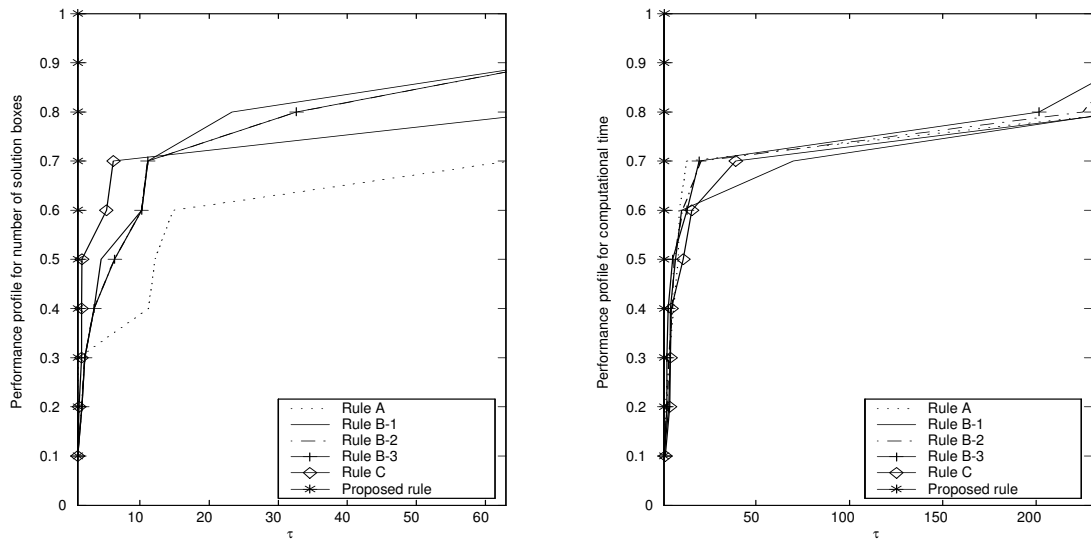 Performance profile for number of solution boxes
1
0.9
0.8
0.7
0.6
0.5
0.4
0.3
0.2
0.1
0
10
20
30
40
50
60
τ
Rule A
Rule B-1
Rule B-2
Rule B-3
Rule C
Proposed rule
Performance profile for computational time
1
0.9
0.8
0.7
0.6
0.5
0.4
0.3
0.2
0.1
0
50
100
150
200
τ
Rule A
Rule B-1
Rule B-2
Rule B-3
Rule C
Proposed rule